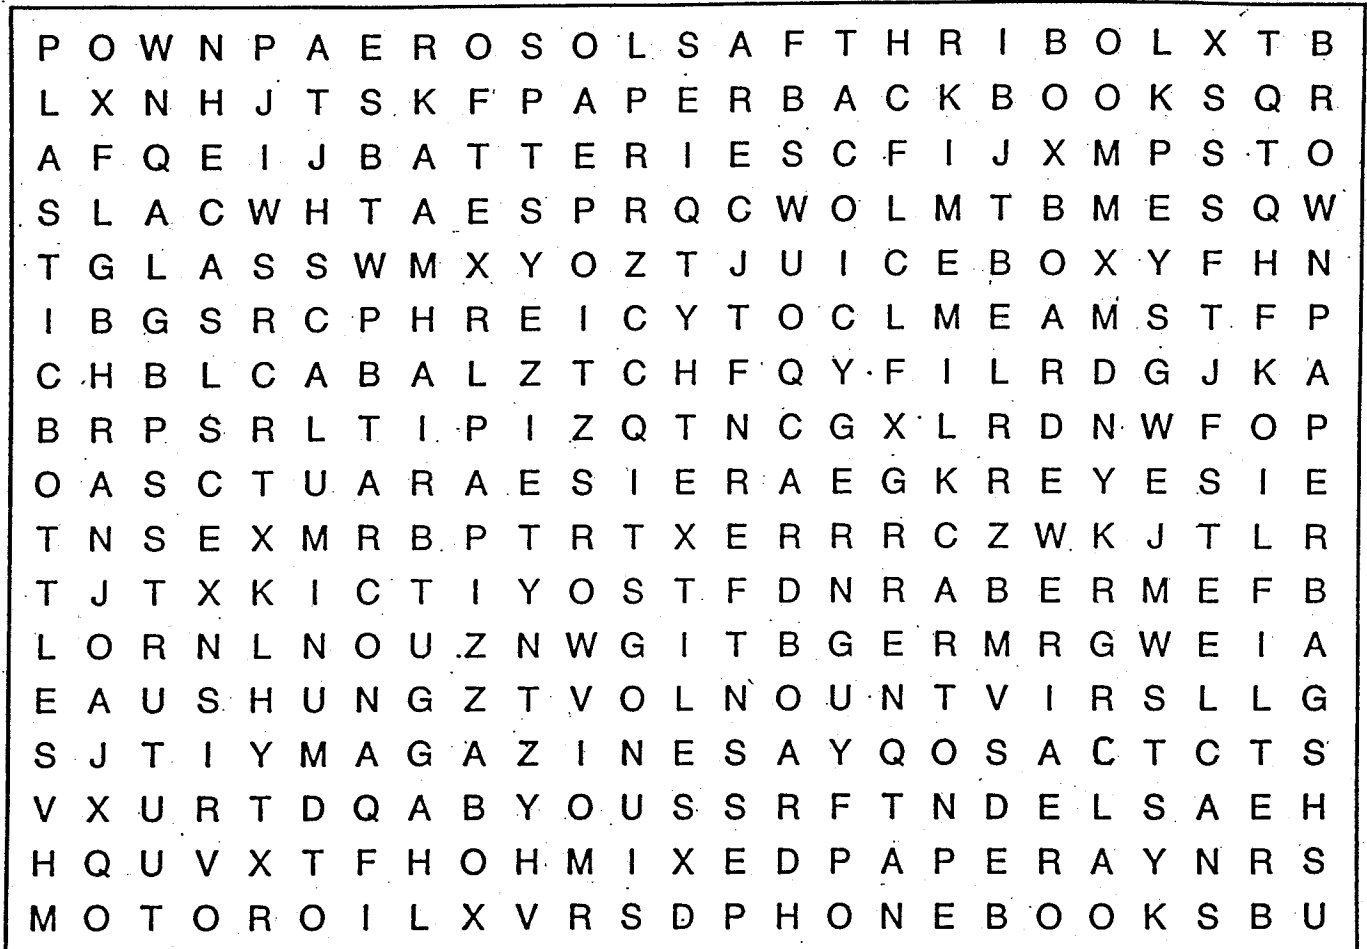 P O W N P A E R O S O L S A F T H R I B O L X T B
L X N H J T S K F P A P E R B A C K B O O K S Q R
A F Q E I J B A T T E R I E S C F I J X M P S T O
S L A C W H T A E S P R Q C W O L M T B M E S Q W
T G L A S S W M X Y O Z T J U I C E B O X Y F H N
I B G S R C P H R E I C Y T O C L M E A M S T F P
C H B L C A B A L Z T C H F Q Y F I L R D G J K A
B R P S R L T I P I Z Q T N C G X L R D N W F O P
O A S C T U A R A E S I E R A E G K R E Y E S I E
T N S E X M R B P T R T X E R R R C Z W K J T L R
T J T X K I C T I Y O S T F D N R A B E R M E F B
L O R N L N O U Z N W G I T B G E R M R G W E I A
E A U S H U N G Z T V O L N O U N T V I R S L L G
S J T I Y M A G A Z I N E S A Y Q O S A C T C T S
V X U R T D Q A B Y O U S S R F T N D E L S A E H
H Q U V X T F H O H M I X E D P A P E R A Y N R S
M O T O R O I L X V R S D P H O N E B O O K S B U